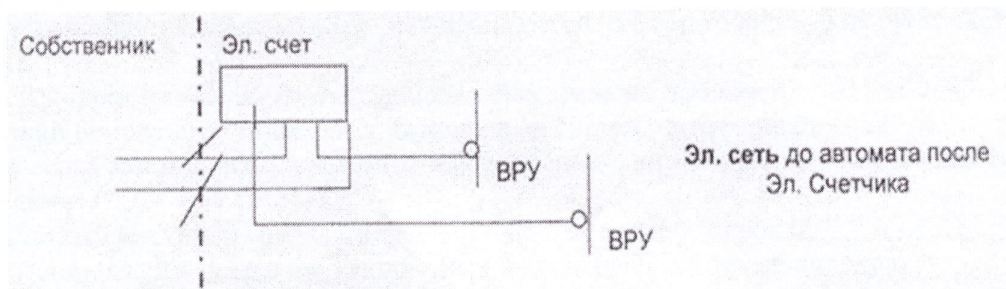 Собственник
Эл. счет
ВРУ
Эл. сеть до автомата после
Эл. Счетчика
ВРУ